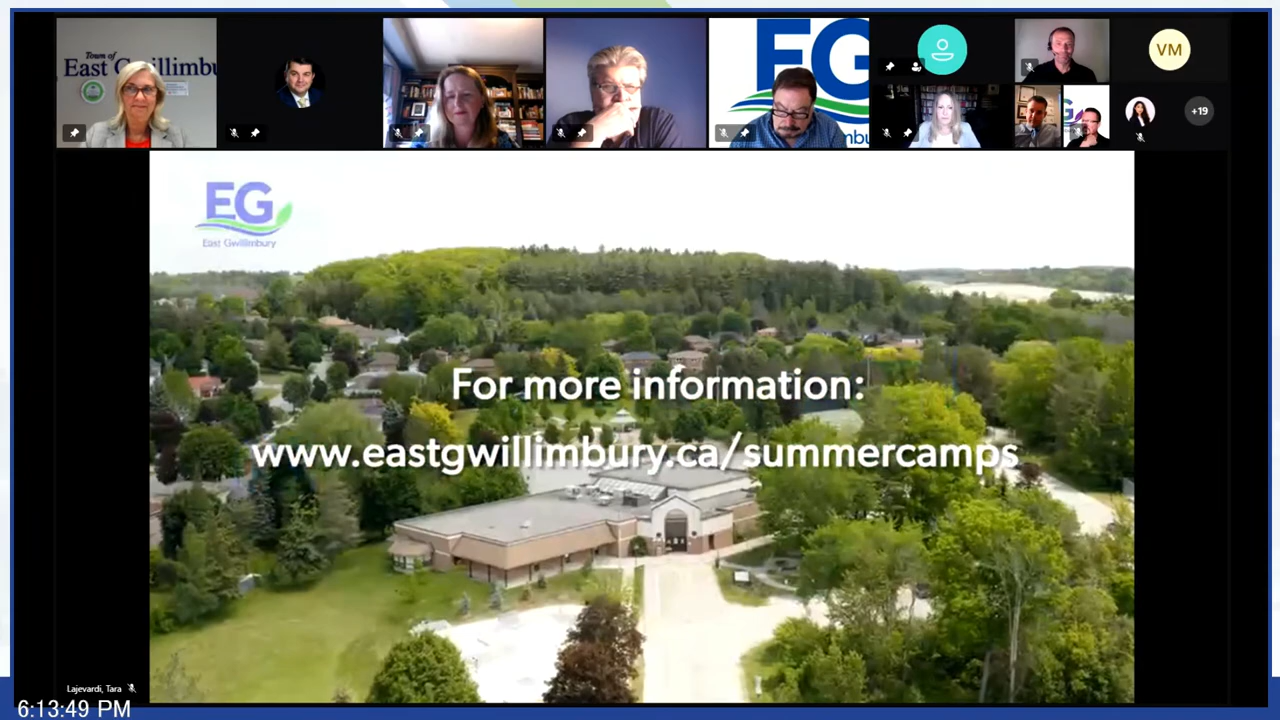 Town of
East Gwillimbu
EG
bu
VM
+19
EG
East Gwillimbury
For more information:
www.eastgwillimbury.ca/summercamps
Lajevardi, Tara
6:13:49 PM